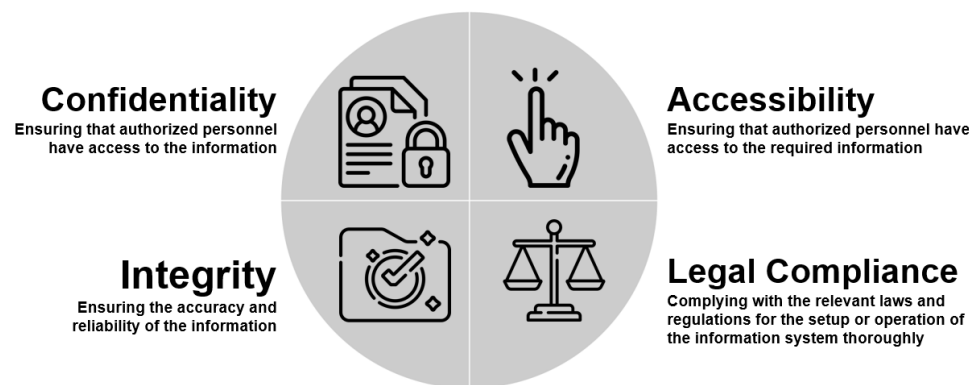 Confidentiality
Ensuring that authorized personnel
have access to the information
Accessibility
Ensuring that authorized personnel have
access to the required information
Integrity
Ensuring the accuracy and
reliability of the information
Legal Compliance
Complying with the relevant laws and
regulations for the setup or operation of
the information system thoroughly